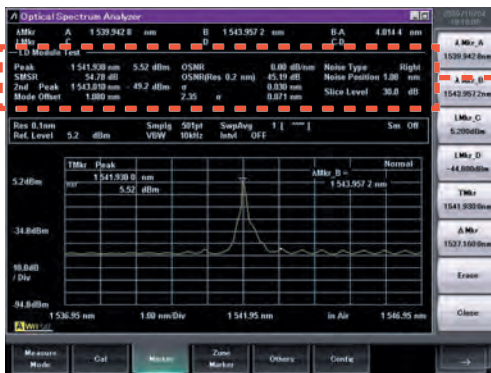 Optical Spectrum Analyzer
λMkr A 1 539.942 8 nm B 1 543.957 2 nm B-A 4.014 4 nm
LMkr C D C-D
LD Module Test
Peak 1 541.930 nm 5.52 dBm OSNR 0.00 dB/nm Noise Type Right
SMSR 54.78 dB OSNR(Res 0.2 nm) 45.19 dB Noise Position 1.00 nm
2nd Peak 1 543.010 nm - 49.2 dBm σ 0.030 nm
Mode Offset 1.080 nm 2.35 σ 0.071 nm Slice Level 30.0 dB
Res 0.1nm Smplg 501pt SwpAvg 1 [ ] Sm Off
Ref. Level 5.2 dBm VBW 10kHz Intvl OFF
TMkr Peak Normal
1 541.930 0 nm
5.52 dBm
λMkr_B =
1 543.957 2 nm
5.2dBm
-34.8dBm
10.0dB
/ Div
-94.8dBm
1 536.95 nm 1.00 nm/Div 1 541.95 nm in Air 1 546.95 nm
A
λ Mkr_A
1539.942 8nm
λ Mkr_B
1543.957 2nm
LMkr_C
5.200dBm
LMkr_D
-44.800dBm
TMkr
1541.930 0nm
Δ Mkr
1537.160 0nm
Erase
Close
Measure
Mode
Cal
Marker
Zone
Marker
Others
Config
→